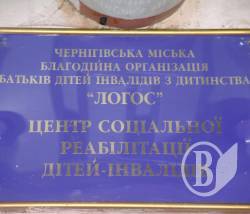 ЧЕРНІГІВСЬКА МІСЬКА
БЛАГОДІЙНА ОРГАНІЗАЦІЯ
БАТЬКІВ ДІТЕЙ ІНВАЛІДІВ З ДИТИНСТВА
“ЛОГОС”
ЦЕНТР СОЦІАЛЬНОЇ
РЕАБІЛІТАЦІЇ
ДІТЕЙ-ІНВАЛІДІВ
В